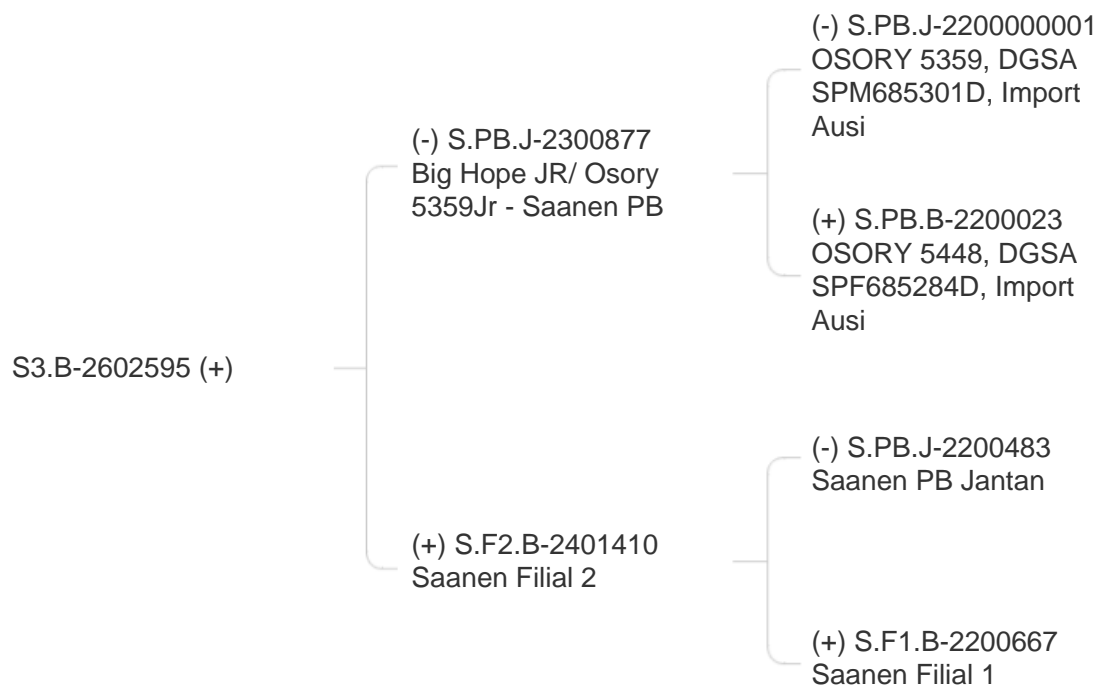 (-) S.PB.J-2200000001
OSORY 5359, DGSA
SPM685301D, Import
Ausi
(-) S.PB.J-2300877
Big Hope JR/ Osory
5359Jr - Saanen PB
(+) S.PB.B-2200023
OSORY 5448, DGSA
SPF685284D, Import
Ausi
S3.B-2602595 (+)
(-) S.PB.J-2200483
Saanen PB Jantan
(+) S.F2.B-2401410
Saanen Filial 2
(+) S.F1.B-2200667
Saanen Filial 1